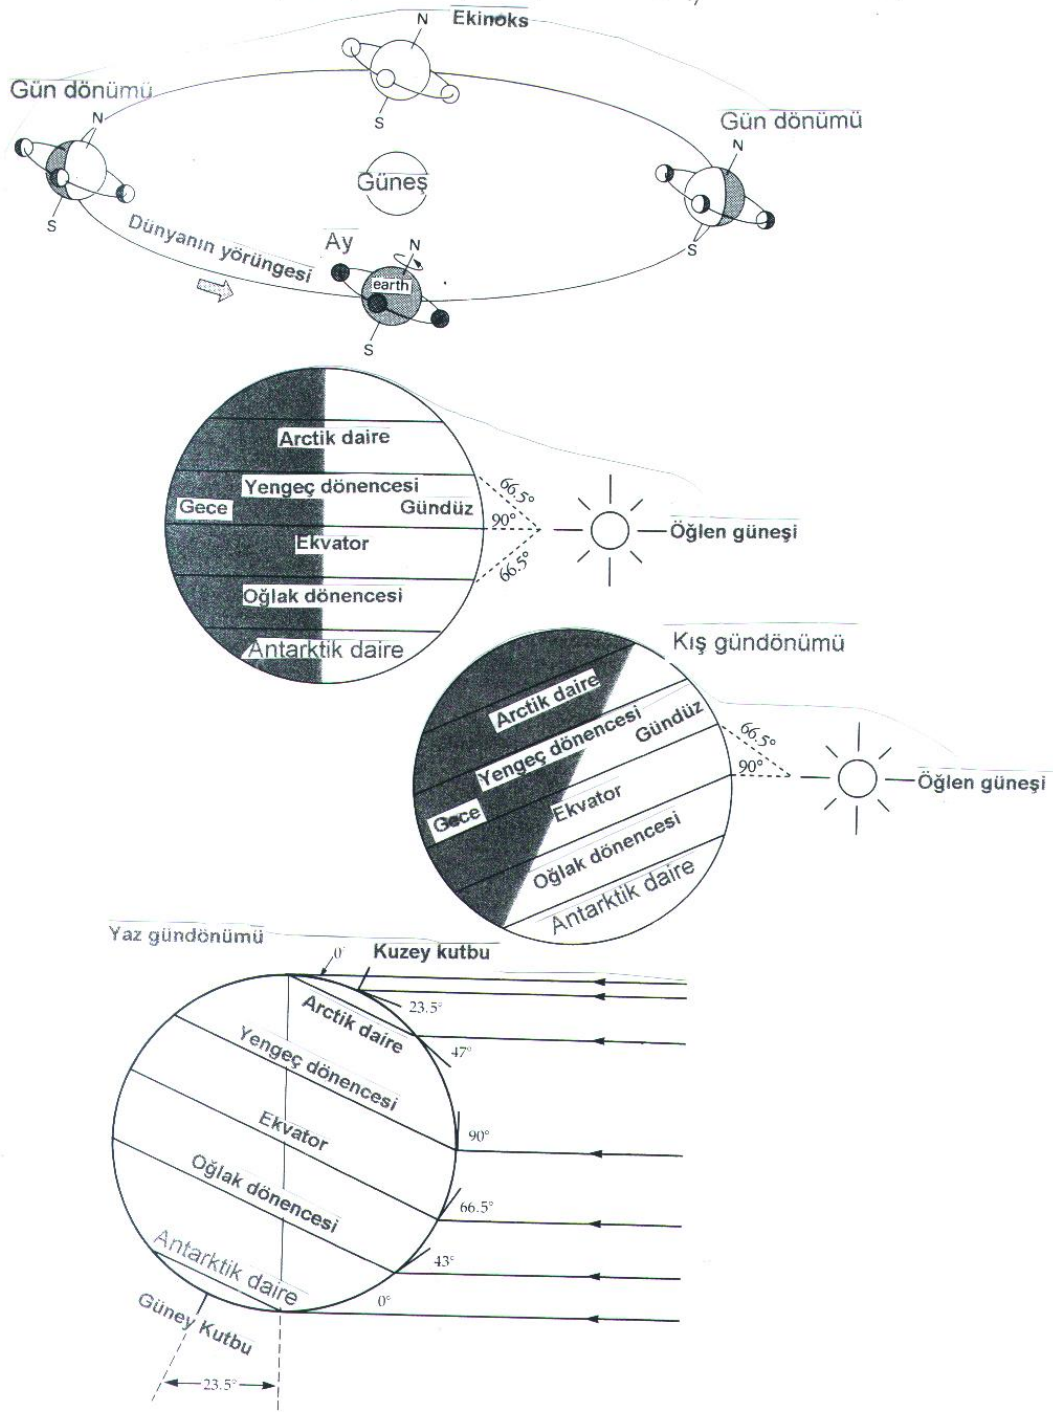 N
Ekinoks
S
Gün dönümü
N
S
Gün dönümü
N
S
Güneş
Dünyanın yörüngesi
Ay
N
earth
S
Arctik daire
Yengeç dönencesi
Gece
Gündüz
Ekvator
Oğlak dönencesi
Antarktik daire
66.5°
90°
66.5°
Öğlen güneşi
Kış gündönümü
Arctik daire
Yengeç dönencesi
Gündüz
Gece
Ekvator
Oğlak dönencesi
Antarktik daire
66.5°
90°
Öğlen güneşi
Yaz gündönümü
0°
Kuzey kutbu
23.5°
Arctik daire
47°
Yengeç dönencesi
90°
Ekvator
66.5°
Oğlak dönencesi
43°
Antarktik daire
0°
Güney Kutbu
23.5°